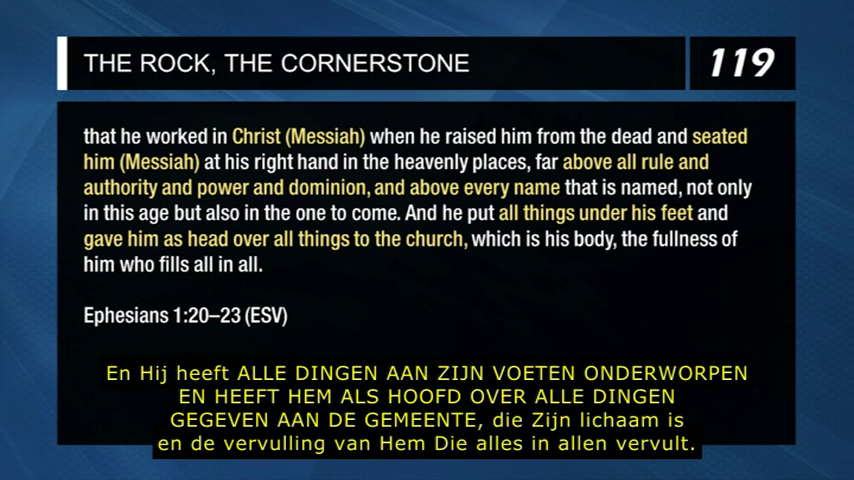 THE ROCK, THE CORNERSTONE
119
that he worked in Christ (Messiah) when he raised him from the dead and seated
him (Messiah) at his right hand in the heavenly places, far above all rule and
authority and power and dominion, and above every name that is named, not only
in this age but also in the one to come. And he put all things under his feet and
gave him as head over all things to the church, which is his body, the fullness of
him who fills all in all.
Ephesians 1:20–23 (ESV)
En Hij heeft ALLE DINGEN AAN ZIJN VOETEN ONDERWORPEN
EN HEEFT HEM ALS HOOFD OVER ALLE DINGEN
GEGEVEN AAN DE GEMEENTE, die Zijn lichaam is
en de vervulling van Hem Die alles in allen vervult.